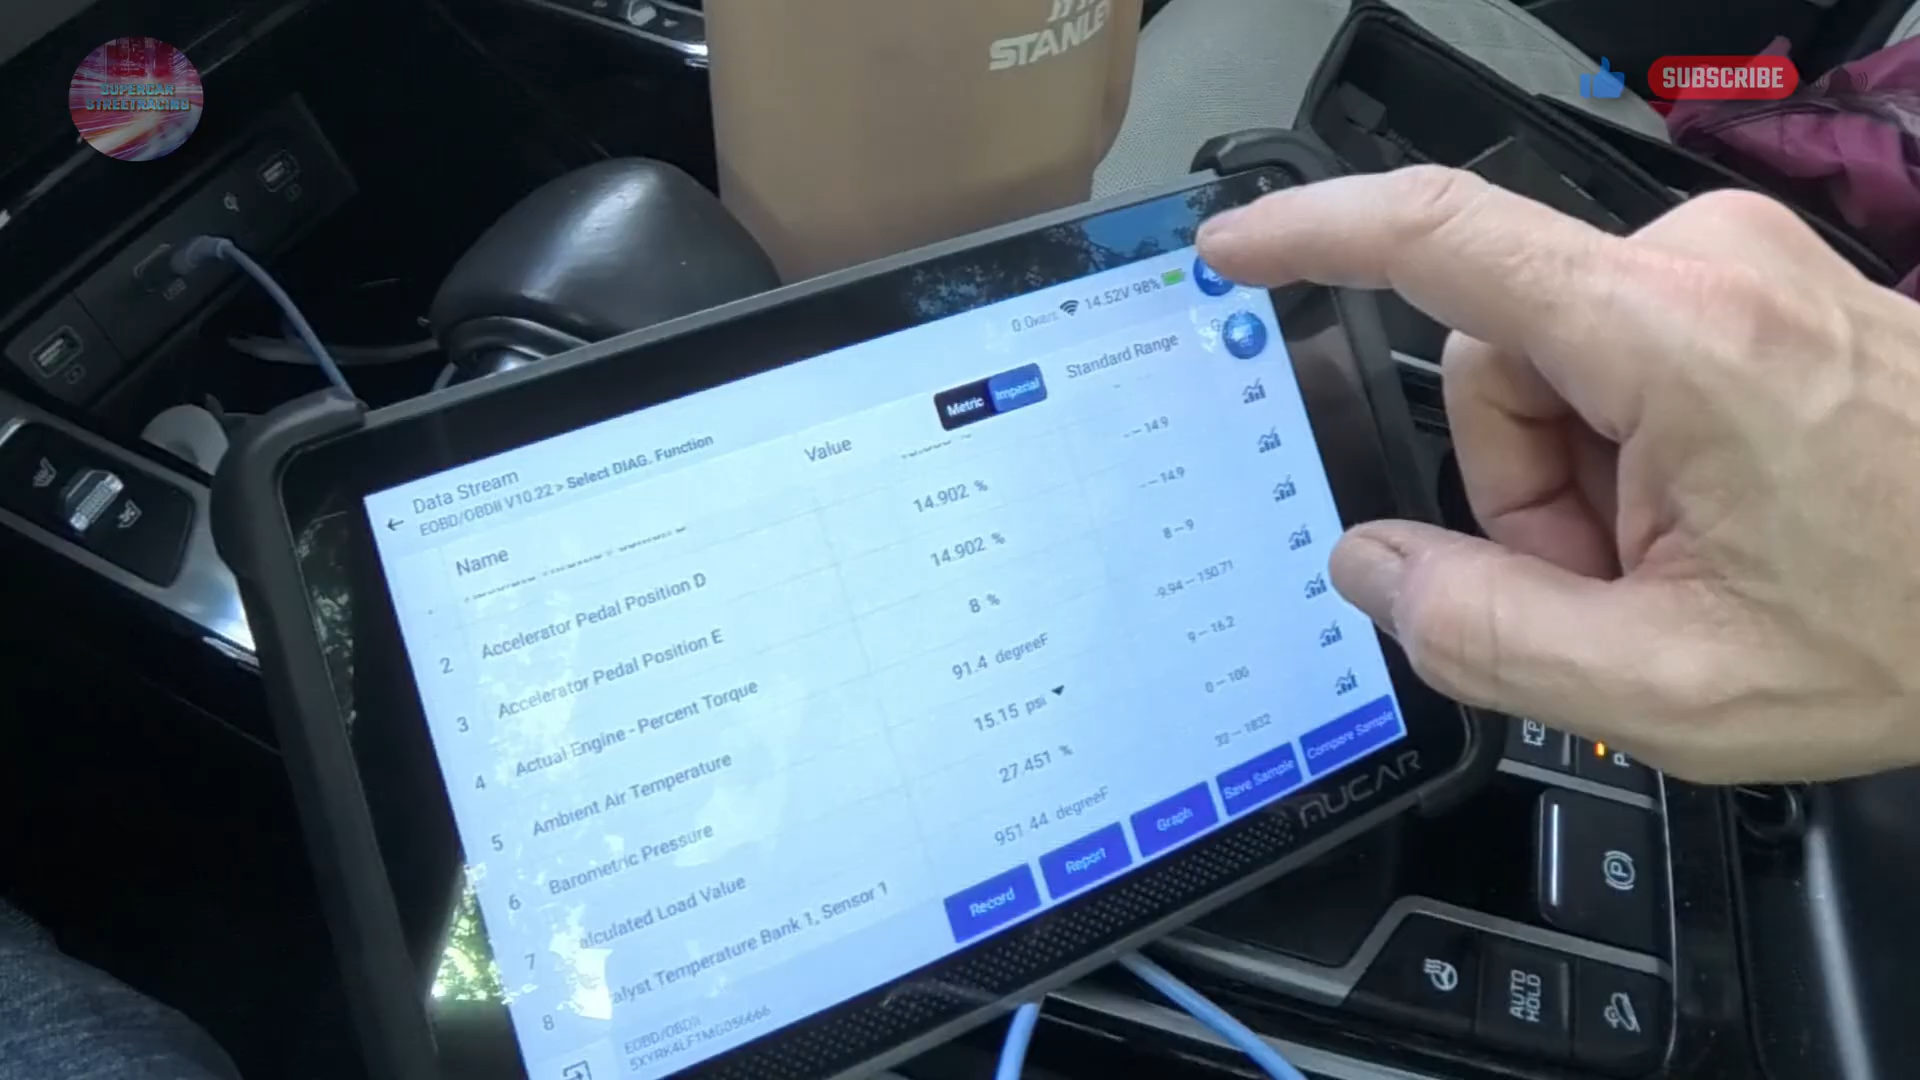 SUPERCAR
STREETRACING
STANLEY
SUBSCRIBE
USB
14.52V 98%
Data Stream
EOBD/OBDII V10.22 > Select DIAG. Function
Metric Imperial
Name
Value
Standard Range
2 Accelerator Pedal Position D 14.902 % -- – 14.9
3 Accelerator Pedal Position E 14.902 % -- – 14.9
4 Actual Engine - Percent Torque 8 % 8 – 9
5 Ambient Air Temperature 91.4 degreeF -9.94 – 150.71
6 Barometric Pressure 15.15 psi 9 – 16.2
7 alculated Load Value 27.451 % 0 – 100
8 alyst Temperature Bank 1, Sensor 1 951.44 degreeF 32 – 1832
EOBD/OBDII
Record
Report
Graph
Save Sample
Compare Sample
MUCAR
P
AUTO
HOLD